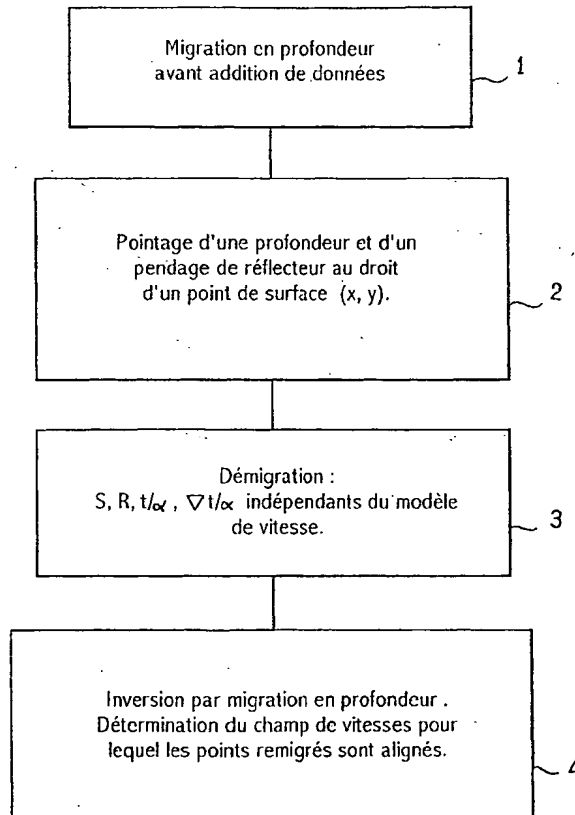 Migration en profondeur
avant addition de données
1
Pointage d'une profondeur et d'un
pendage de réflecteur au droit
d'un point de surface (x, y).
2
Démigration :
S, R, t/α, ∇ t/α indépendants du modèle
de vitesse.
3
Inversion par migration en profondeur.
Détermination du champ de vitesses pour
lequel les points remigrés sont alignés.
4